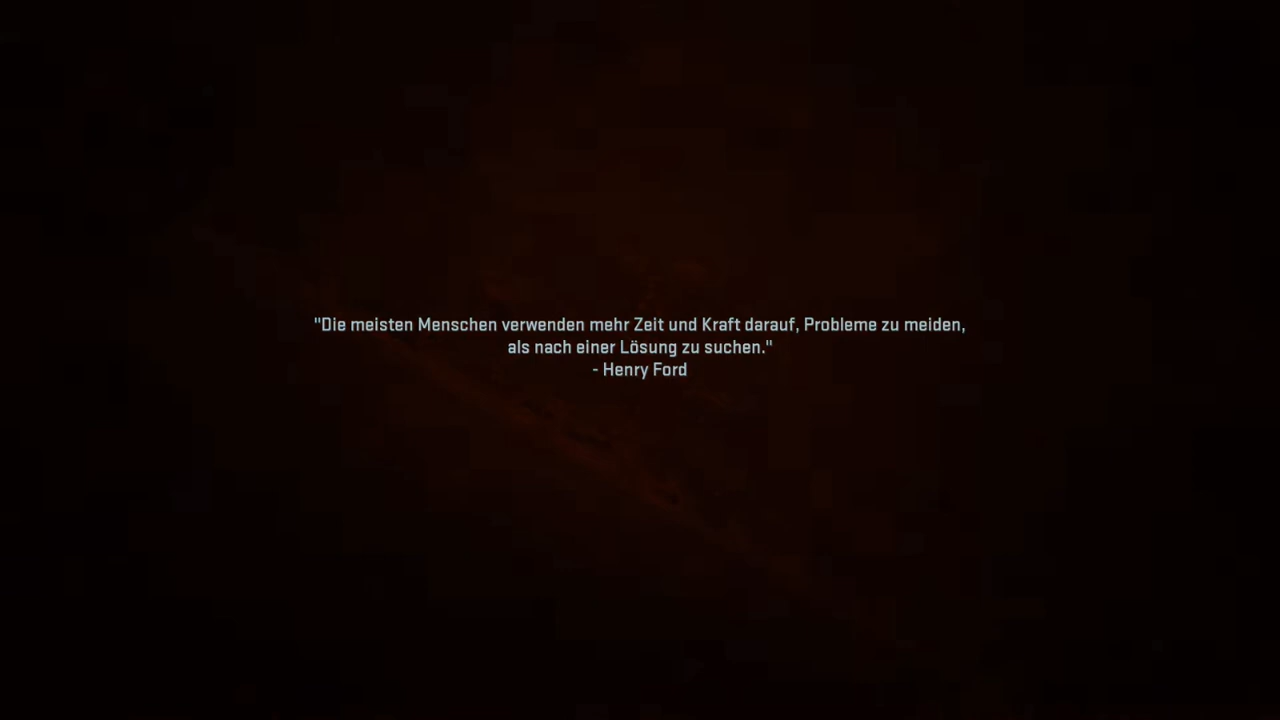 "Die meisten Menschen verwenden mehr Zeit und Kraft darauf, Probleme zu meiden,
als nach einer Lösung zu suchen."
- Henry Ford